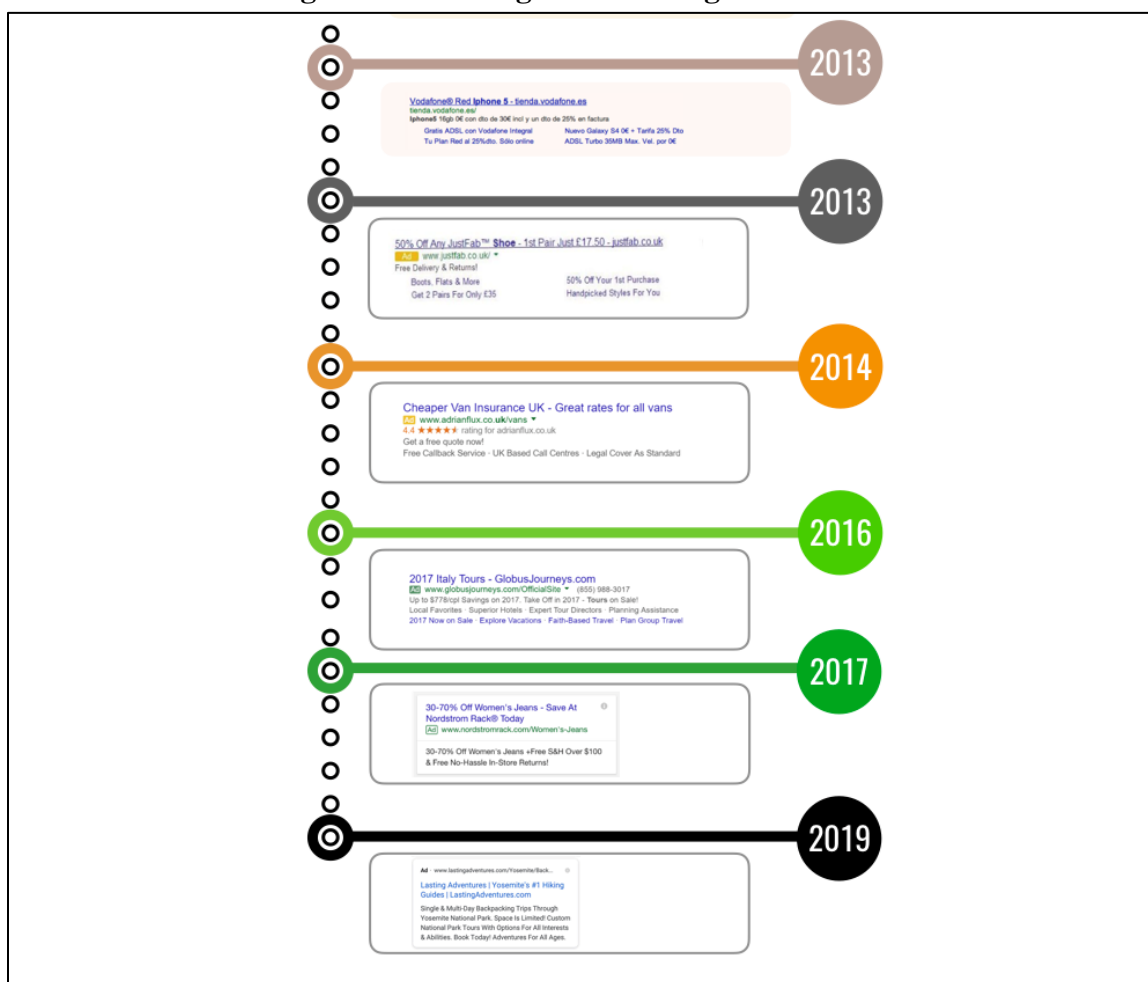 2013
Vodafone® Red Iphone 5 - tienda.vodafone.es
tienda.vodafone.es/
Iphone5 16gb 0€ con dto de 30€ incl y un dto de 25% en factura
Gratis ADSL con Vodafone Integral Nuevo Galaxy S4 0€ + Tarifa 25% Dto
Tu Plan Red al 25%dto. Sólo online ADSL Turbo 35MB Max. Vel. por 0€
2013
50% Off Any JustFab™ Shoe - 1st Pair Just £17.50 - justfab.co.uk
Ad www.justfab.co.uk/
Free Delivery & Returns!
Boots, Flats & More 50% Off Your 1st Purchase
Get 2 Pairs For Only £35 Handpicked Styles For You
2014
Cheaper Van Insurance UK - Great rates for all vans
Ad www.adrianflux.co.uk/vans
4.4 ★★★★★ rating for adrianflux.co.uk
Get a free quote now!
Free Callback Service · UK Based Call Centres · Legal Cover As Standard
2016
2017 Italy Tours - GlobusJourneys.com
Ad www.globusjourneys.com/OfficialSite (855) 988-3017
Up to $778/cpl Savings on 2017. Take Off in 2017 - Tours on Sale!
Local Favorites · Superior Hotels · Expert Tour Directors · Planning Assistance
2017 Now on Sale · Explore Vacations · Faith-Based Travel · Plan Group Travel
2017
30-70% Off Women's Jeans - Save At
Nordstrom Rack® Today
Ad www.nordstromrack.com/Women's-Jeans
30-70% Off Women's Jeans +Free S&H Over $100
& Free No-Hassle In-Store Returns!
2019
Ad · www.lastingadventures.com/Yosemite/Back...
Lasting Adventures | Yosemite's #1 Hiking
Guides | LastingAdventures.com
Single & Multi-Day Backpacking Trips Through
Yosemite National Park. Space Is Limited! Custom
National Park Tours With Options For All Interests
& Abilities. Book Today! Adventures For All Ages.